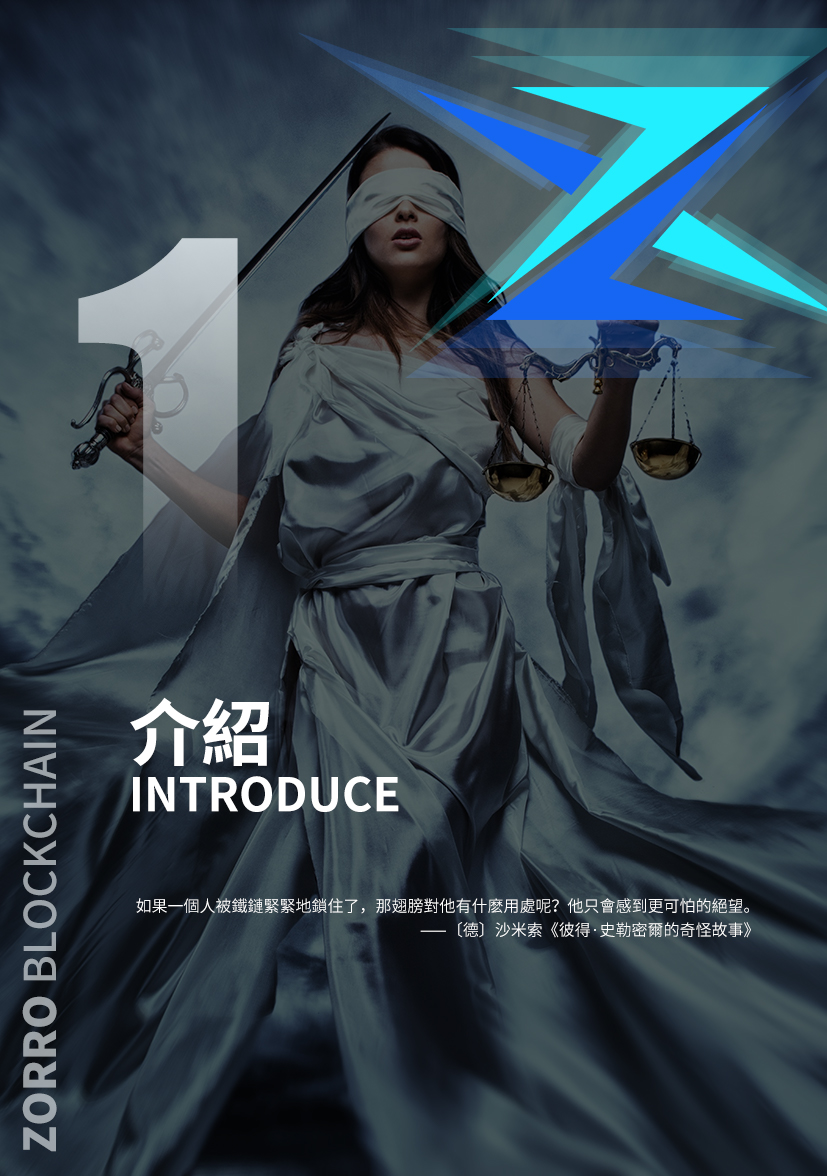 1
介紹
INTRODUCE
如果一個人被鐵鏈緊緊地鎖住了，那翅膀對他有什麽用處呢？他只會感到更可怕的絕望。
——〔德〕沙米索《彼得·史勒密爾的奇怪故事》
ZORRO BLOCKCHAIN